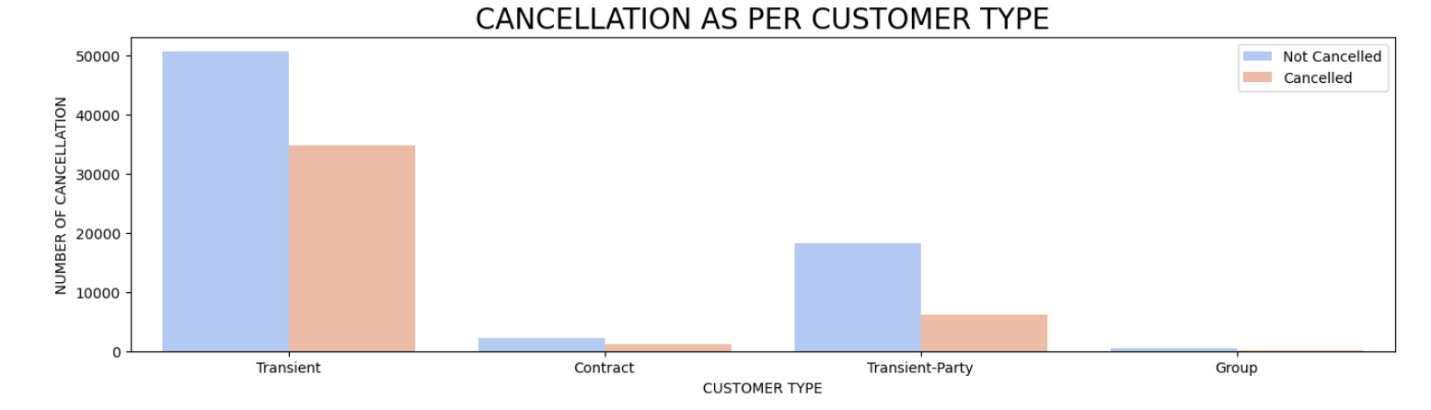 CANCELLATION AS PER CUSTOMER TYPE
Not Cancelled
Cancelled
NUMBER OF CANCELLATION
50000
40000
30000
20000
10000
0
Transient Contract Transient-Party Group
CUSTOMER TYPE